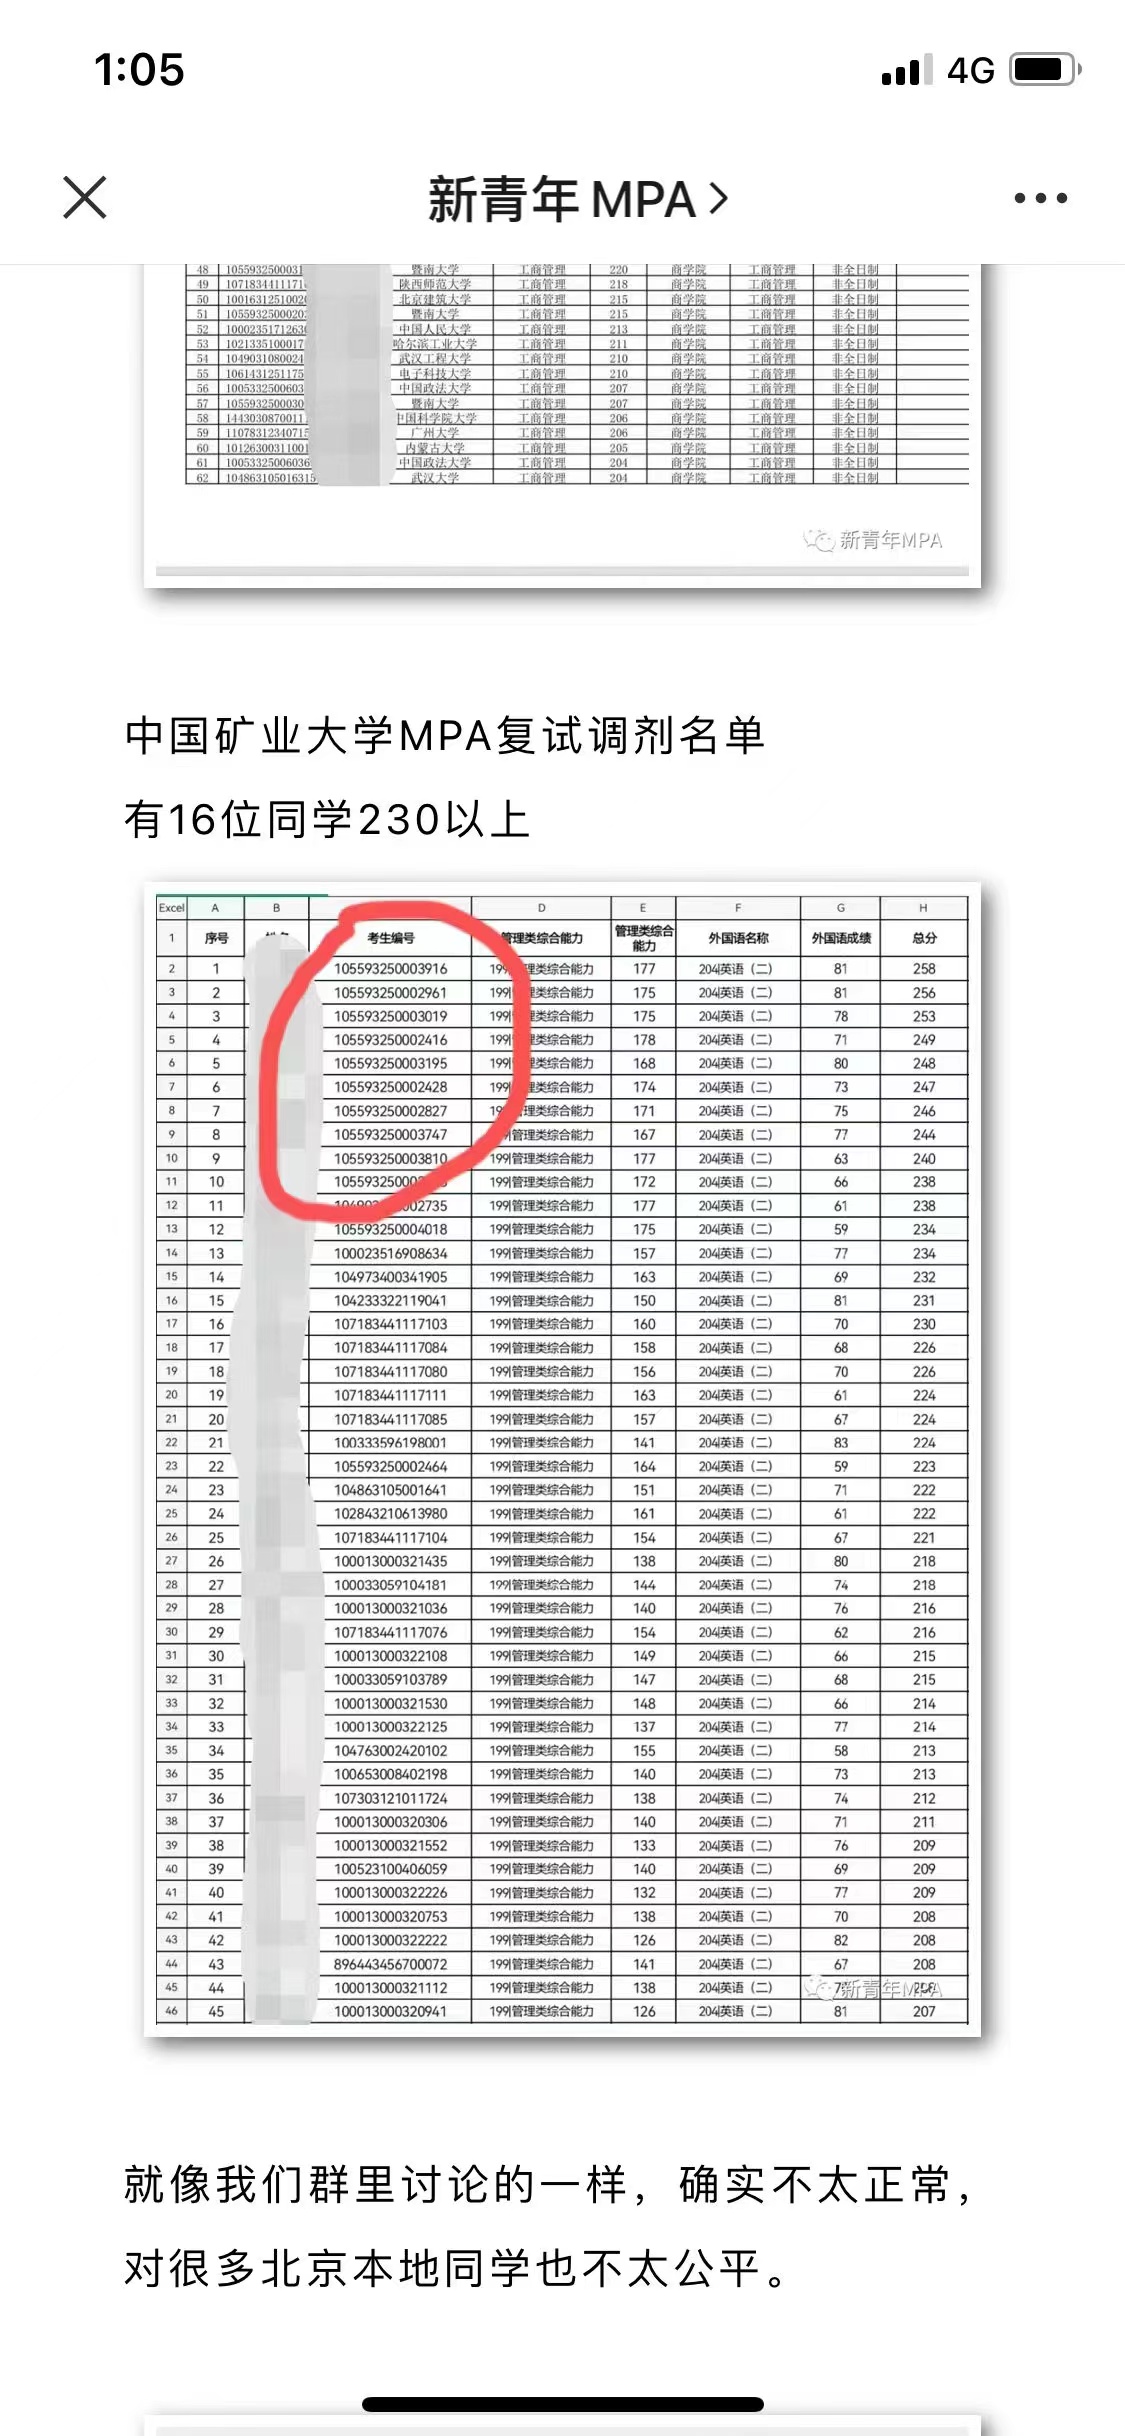 1:05 4G
新青年 MPA
48 1055932500031 暨南大学 工商管理 220 商学院 工商管理 非全日制
49 1071834411171 陕西师范大学 工商管理 218 商学院 工商管理 非全日制
50 1001631251002 北京建筑大学 工商管理 215 商学院 工商管理 非全日制
51 1055932500020 暨南大学 工商管理 215 商学院 工商管理 非全日制
52 1000235171263 中国人民大学 工商管理 213 商学院 工商管理 非全日制
53 1021335100017 哈尔滨工业大学 工商管理 211 商学院 工商管理 非全日制
54 1049031080024 武汉工程大学 工商管理 210 商学院 工商管理 非全日制
55 1061431251175 电子科技大学 工商管理 210 商学院 工商管理 非全日制
56 1005332500603 中国政法大学 工商管理 207 商学院 工商管理 非全日制
57 1055932500030 暨南大学 工商管理 207 商学院 工商管理 非全日制
58 1443030870011 中国科学院大学 工商管理 206 商学院 工商管理 非全日制
59 11078312340715 广州大学 工商管理 206 商学院 工商管理 非全日制
60 10126300311001 内蒙古大学 工商管理 205 商学院 工商管理 非全日制
61 10053325006036 中国政法大学 工商管理 204 商学院 工商管理 非全日制
62 104863105016315 武汉大学 工商管理 204 商学院 工商管理 非全日制
新青年MPA
中国矿业大学MPA复试调剂名单
有16位同学230以上
Excel A B D E F G H
1 序号 考生编号 管理类综合能力 管理类综合能力 外国语名称 外国语成绩 总分
2 1 105593250003916 199管理类综合能力 177 204英语（二） 81 258
3 2 105593250002961 199管理类综合能力 175 204英语（二） 81 256
4 3 105593250003019 199管理类综合能力 175 204英语（二） 78 253
5 4 105593250002416 199管理类综合能力 178 204英语（二） 71 249
6 5 105593250003195 199管理类综合能力 168 204英语（二） 80 248
7 6 105593250002428 199管理类综合能力 174 204英语（二） 73 247
8 7 105593250002827 199管理类综合能力 171 204英语（二） 75 246
9 8 105593250003747 199管理类综合能力 167 204英语（二） 77 244
10 9 105593250003810 199管理类综合能力 177 204英语（二） 63 240
11 10 199管理类综合能力 172 204英语（二） 66 238
12 11 199管理类综合能力 177 204英语（二） 61 238
13 12 105593250004018 199管理类综合能力 175 204英语（二） 59 234
14 13 100023516908634 199管理类综合能力 157 204英语（二） 77 234
15 14 104973400341905 199管理类综合能力 163 204英语（二） 69 232
16 15 104233322119041 199管理类综合能力 150 204英语（二） 81 231
17 16 107183441117103 199管理类综合能力 160 204英语（二） 70 230
18 17 107183441117084 199管理类综合能力 158 204英语（二） 68 226
19 18 107183441117080 199管理类综合能力 156 204英语（二） 70 226
20 19 107183441117111 199管理类综合能力 163 204英语（二） 61 224
21 20 107183441117085 199管理类综合能力 157 204英语（二） 67 224
22 21 100333596198001 199管理类综合能力 141 204英语（二） 83 224
23 22 105593250002464 199管理类综合能力 164 204英语（二） 59 223
24 23 104863105001641 199管理类综合能力 151 204英语（二） 71 222
25 24 102843210613980 199管理类综合能力 161 204英语（二） 61 222
26 25 107183441117104 199管理类综合能力 154 204英语（二） 67 221
27 26 100013000321435 199管理类综合能力 138 204英语（二） 80 218
28 27 100033059104181 199管理类综合能力 144 204英语（二） 74 218
29 28 100013000321036 199管理类综合能力 140 204英语（二） 76 216
30 29 107183441117076 199管理类综合能力 154 204英语（二） 62 216
31 30 100013000322108 199管理类综合能力 149 204英语（二） 66 215
32 31 100033059103789 199管理类综合能力 147 204英语（二） 68 215
33 32 100013000321530 199管理类综合能力 148 204英语（二） 66 214
34 33 100013000322125 199管理类综合能力 137 204英语（二） 77 214
35 34 104763002420102 199管理类综合能力 155 204英语（二） 58 213
36 35 100653008402198 199管理类综合能力 140 204英语（二） 73 213
37 36 107303121011724 199管理类综合能力 138 204英语（二） 74 212
38 37 100013000320306 199管理类综合能力 140 204英语（二） 71 211
39 38 100013000321552 199管理类综合能力 133 204英语（二） 76 209
40 39 100523100406059 199管理类综合能力 140 204英语（二） 69 209
41 40 100013000322226 199管理类综合能力 132 204英语（二） 77 209
42 41 100013000320753 199管理类综合能力 138 204英语（二） 70 208
43 42 100013000322222 199管理类综合能力 126 204英语（二） 82 208
44 43 896443456700072 199管理类综合能力 141 204英语（二） 67 208
45 44 100013000321112 199管理类综合能力 138 204英语（二）
新青年MPA
46 45 100013000320941 199管理类综合能力 126 204英语（二） 81 207
就像我们群里讨论的一样，确实不太正常，
对很多北京本地同学也不太公平。